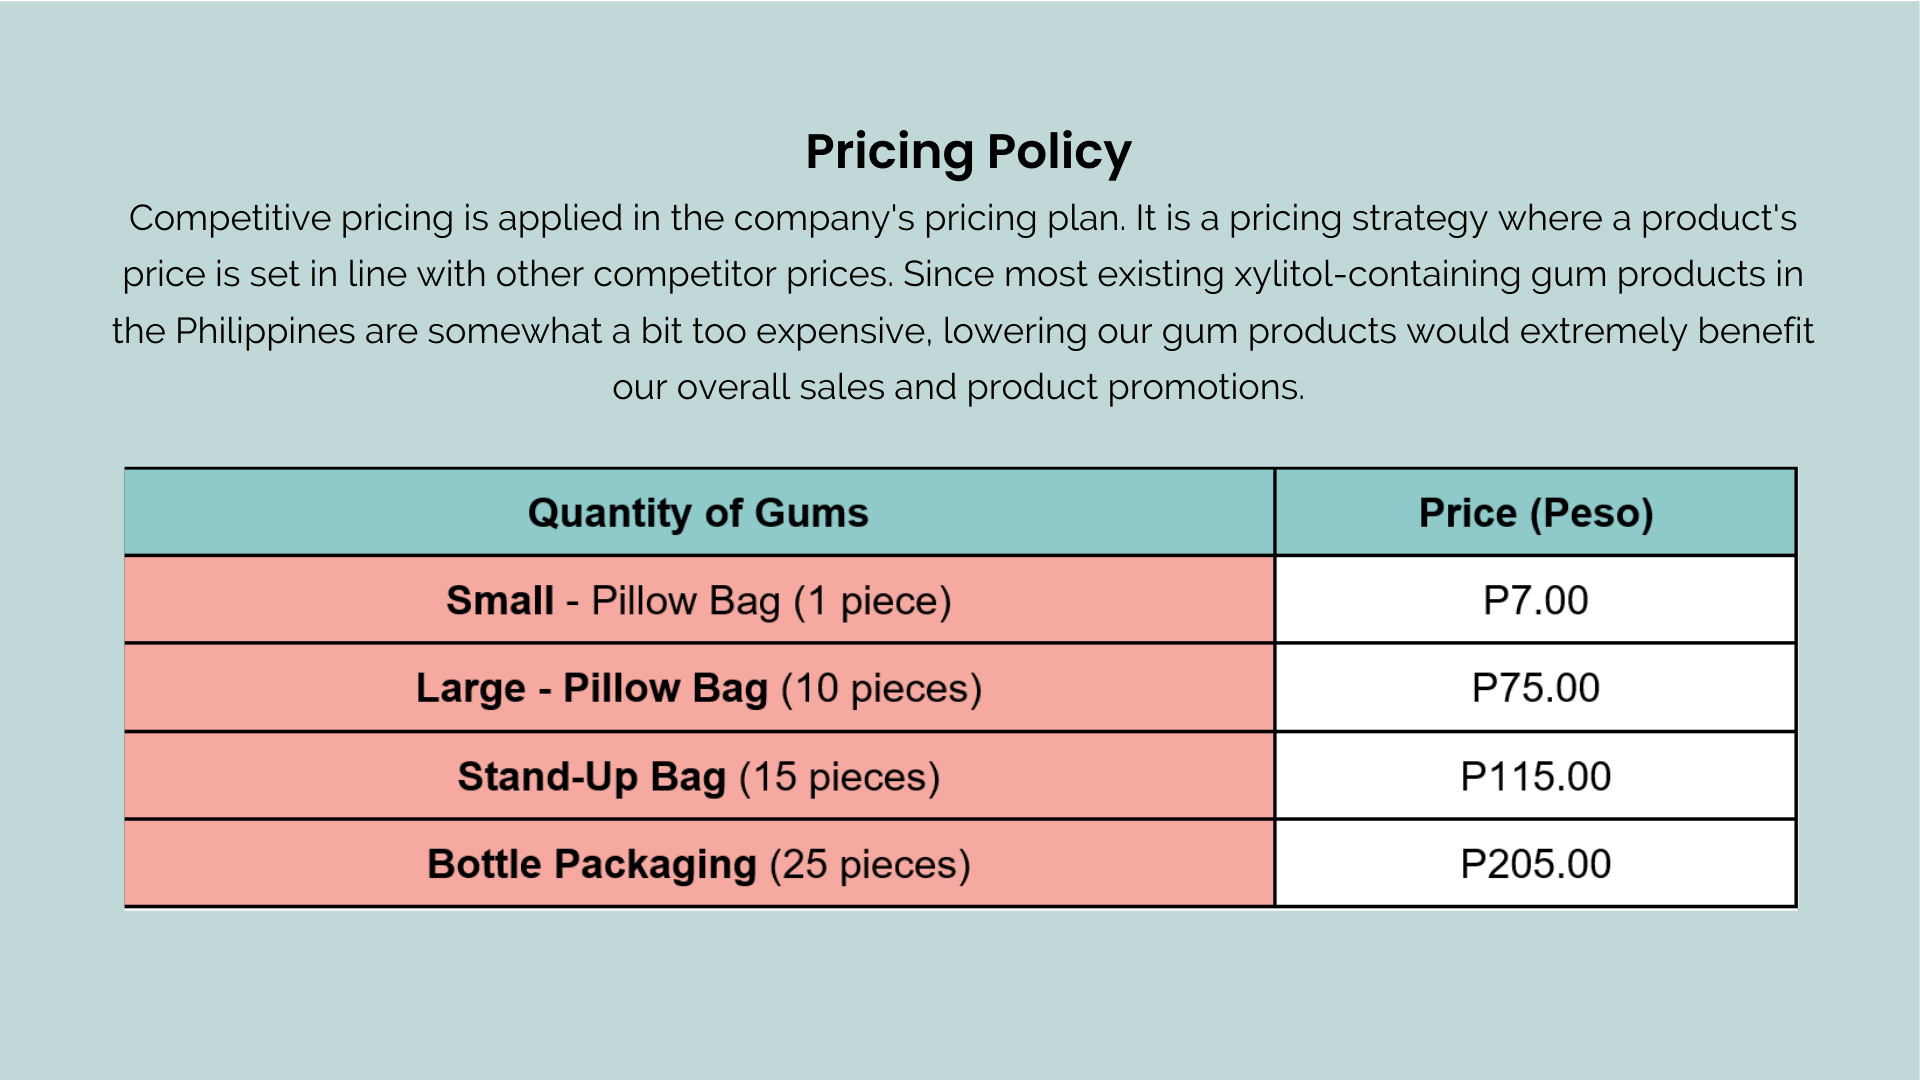 Pricing Policy
Competitive pricing is applied in the company's pricing plan. It is a pricing strategy where a product's
price is set in line with other competitor prices. Since most existing xylitol-containing gum products in
the Philippines are somewhat a bit too expensive, lowering our gum products would extremely benefit
our overall sales and product promotions.
Quantity of Gums Price (Peso)
Small - Pillow Bag (1 piece) P7.00
Large - Pillow Bag (10 pieces) P75.00
Stand-Up Bag (15 pieces) P115.00
Bottle Packaging (25 pieces) P205.00